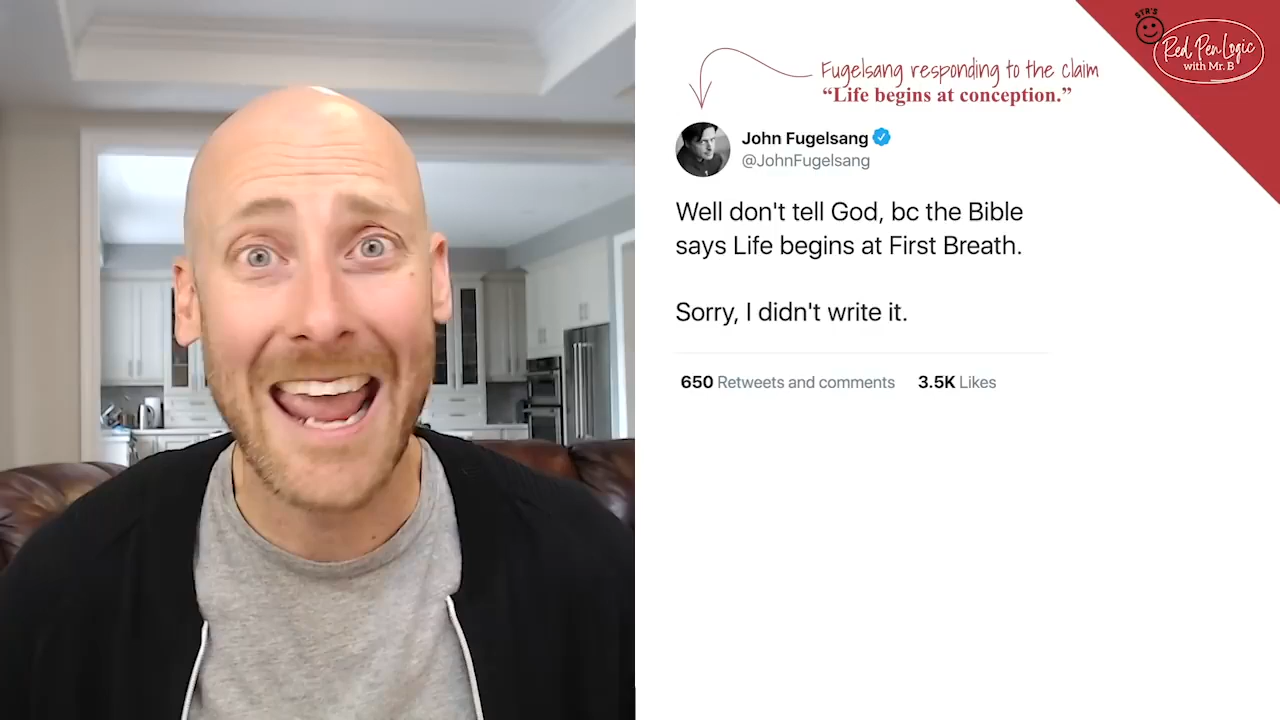 STR'S
Red Pen Logic
with Mr. B
Fugelsang responding to the claim
“Life begins at conception.”
John Fugelsang
@JohnFugelsang
Well don't tell God, bc the Bible
says Life begins at First Breath.
Sorry, I didn't write it.
650 Retweets and comments 3.5K Likes